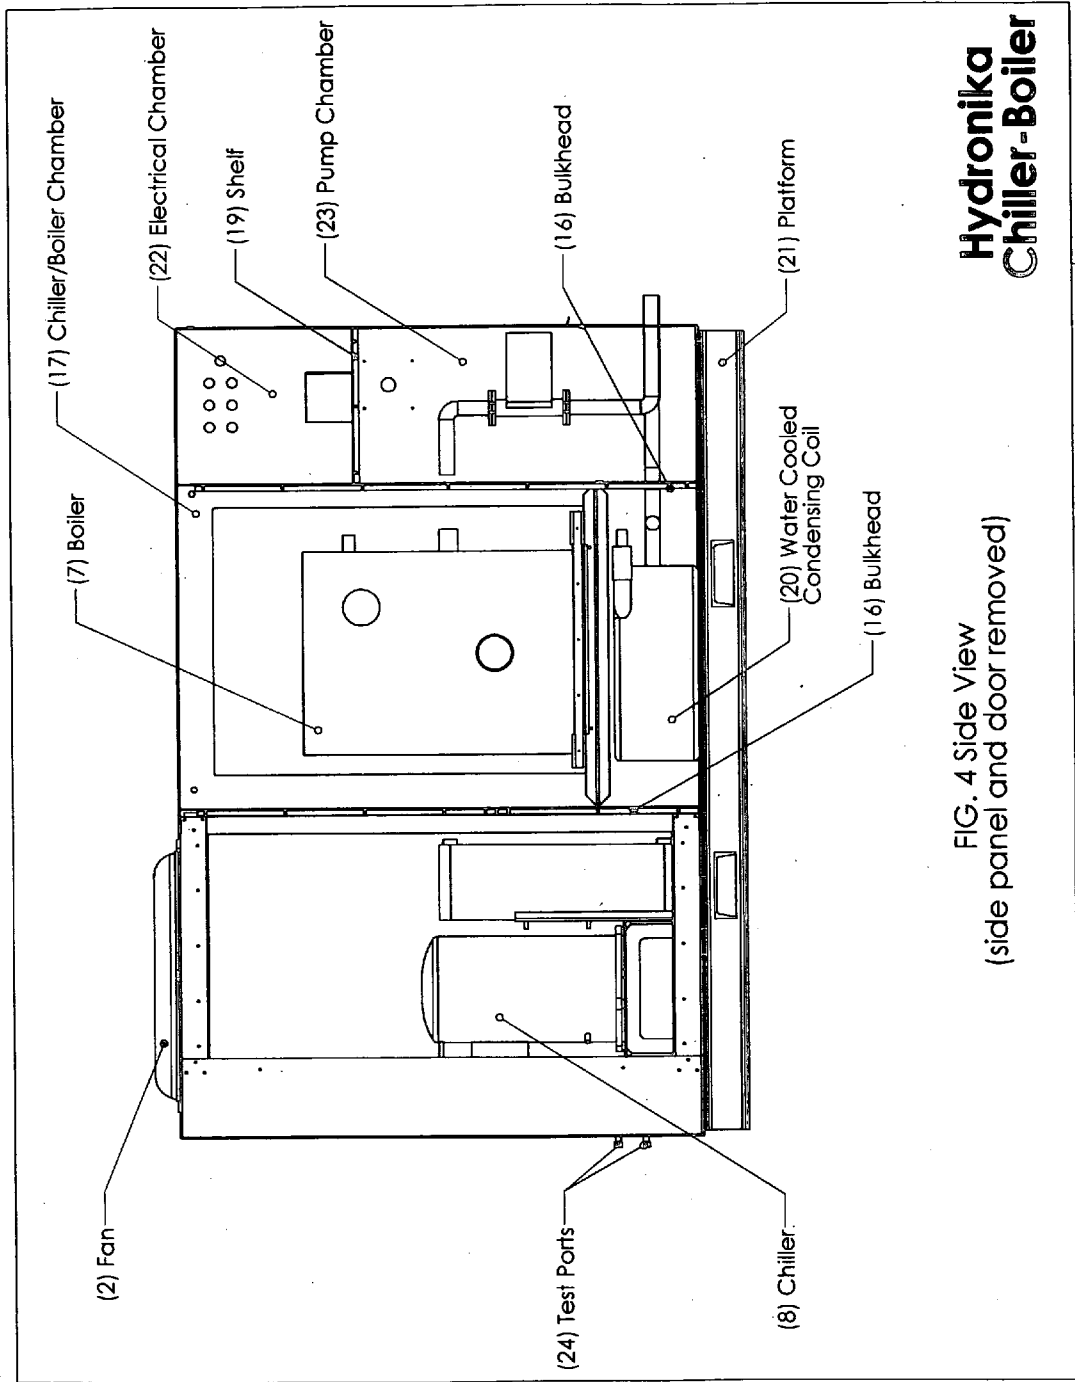 (2) Fan
(7) Boiler
(17) Chiller/Boiler Chamber
(22) Electrical Chamber
(19) Shelf
(23) Pump Chamber
(16) Bulkhead
(21) Platform
(24) Test Ports
(8) Chiller
(20) Water Cooled
Condensing Coil
(16) Bulkhead
FIG. 4 Side View
(side panel and door removed)
Hydronika
Chiller-Boiler